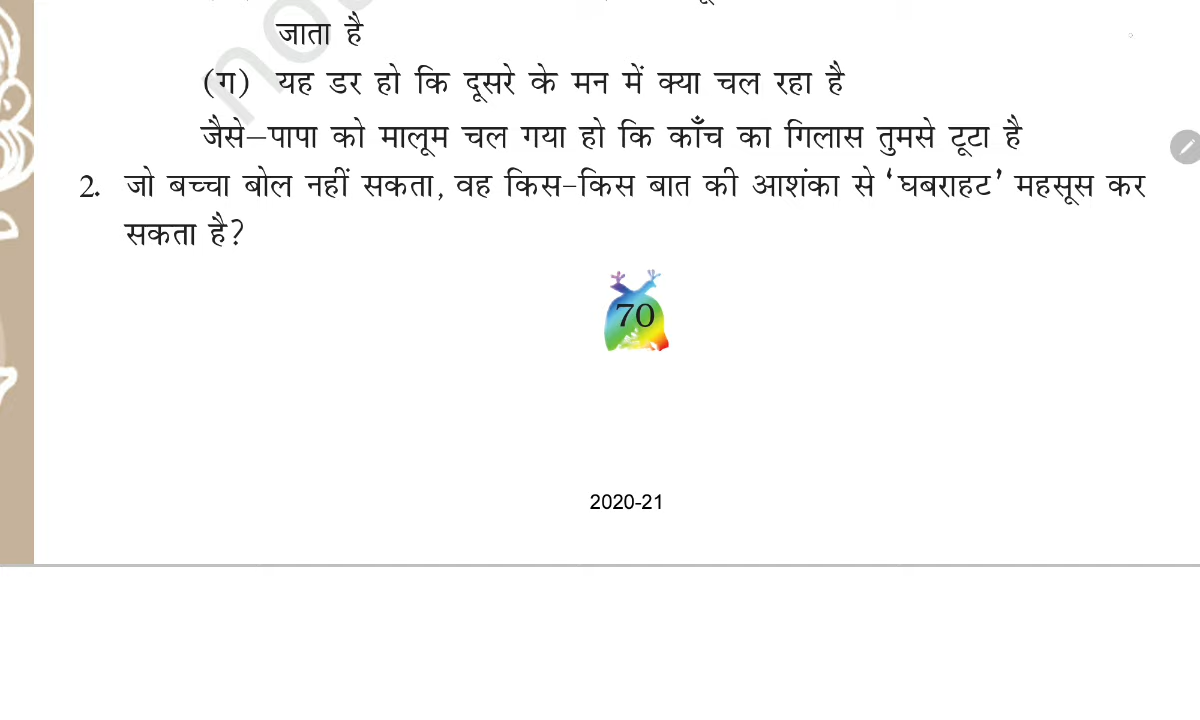 जाता है
(ग) यह डर हो कि दूसरे के मन में क्या चल रहा है
जैसे–पापा को मालूम चल गया हो कि काँच का गिलास तुमसे टूटा है
2. जो बच्चा बोल नहीं सकता, वह किस-किस बात की आशंका से ‘घबराहट’ महसूस कर
सकता है?
70
2020-21